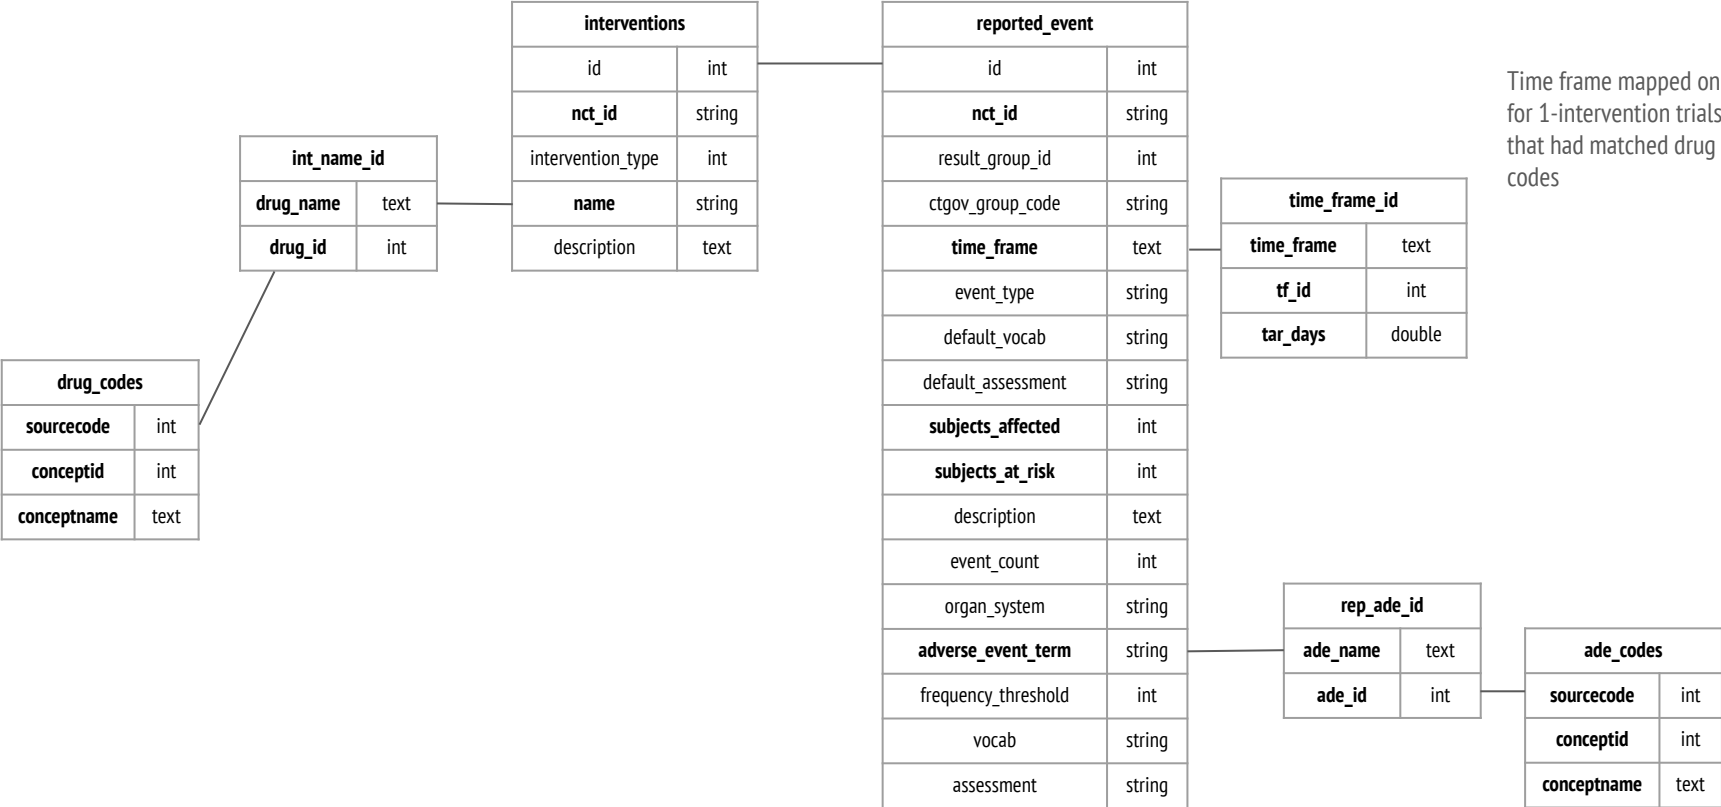 interventions
id int
nct_id string
intervention_type int
name string
description text
reported_event
id int
nct_id string
result_group_id int
ctgov_group_code string
time_frame text
event_type string
default_vocab string
default_assessment string
subjects_affected int
subjects_at_risk int
description text
event_count int
organ_system string
adverse_event_term string
frequency_threshold int
vocab string
assessment string
Time frame mapped on
for 1-intervention trials
that had matched drug
codes
int_name_id
drug_name text
drug_id int
time_frame_id
time_frame text
tf_id int
tar_days double
drug_codes
sourcecode int
conceptid int
conceptname text
rep_ade_id
ade_name text
ade_id int
ade_codes
sourcecode int
conceptid int
conceptname text